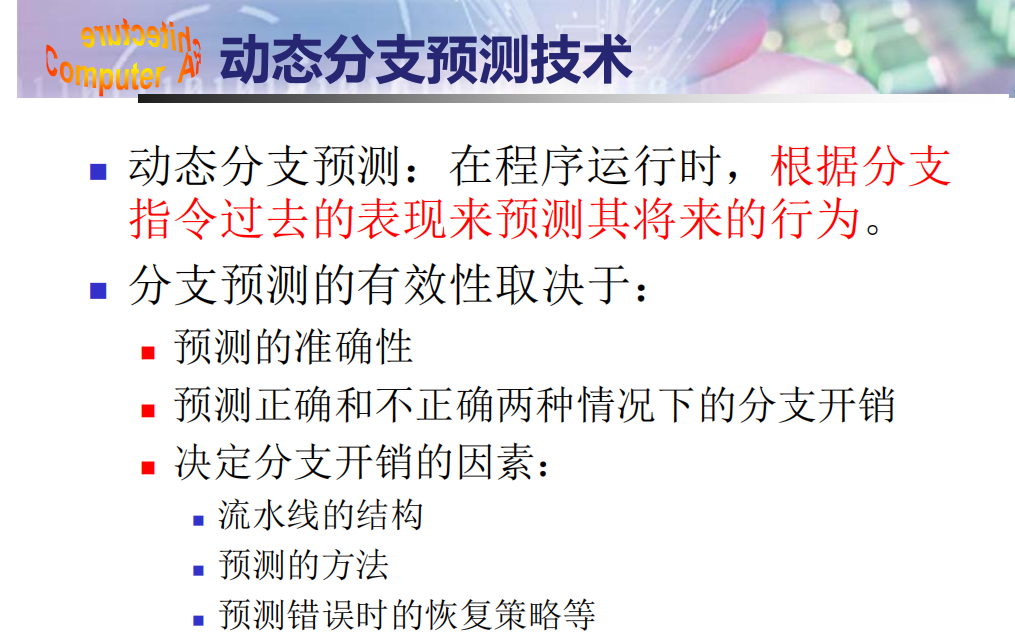 Computer Architecture
动态分支预测技术
动态分支预测：在程序运行时，根据分支
指令过去的表现来预测其将来的行为。
分支预测的有效性取决于：
预测的准确性
预测正确和不正确两种情况下的分支开销
决定分支开销的因素：
流水线的结构
预测的方法
预测错误时的恢复策略等